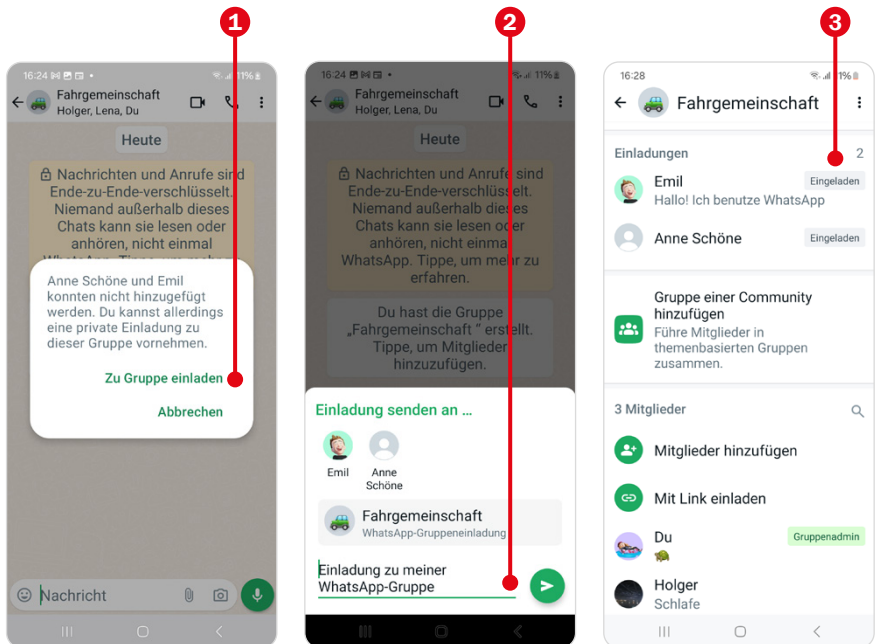 1
2
3
16:24 11%
Fahrgemeinschaft
Holger, Lena, Du
Heute
Nachrichten und Anrufe sind
Ende-zu-Ende-verschlüsselt.
Niemand außerhalb dieses
Chats kann sie lesen oder
anhören, nicht einmal
WhatsApp. Tippe, um mehr
Anne Schöne und Emil
konnten nicht hinzugefügt
werden. Du kannst allerdings
eine private Einladung zu
dieser Gruppe vornehmen.
Zu Gruppe einladen
Abbrechen
Nachricht
16:24 11%
Fahrgemeinschaft
Holger, Lena, Du
Heute
Nachrichten und Anrufe sind
Ende-zu-Ende-verschlüsselt.
Niemand außerhalb dieses
Chats kann sie lesen oder
anhören, nicht einmal
WhatsApp. Tippe, um mehr zu
erfahren.
Du hast die Gruppe
„Fahrgemeinschaft “ erstellt.
Tippe, um Mitglieder
hinzuzufügen.
Einladung senden an ...
Emil
Anne
Schöne
Fahrgemeinschaft
WhatsApp-Gruppeneinladung
Einladung zu meiner
WhatsApp-Gruppe
16:28 11%
Fahrgemeinschaft
Einladungen 2
Emil Eingeladen
Hallo! Ich benutze WhatsApp
Anne Schöne Eingeladen
Gruppe einer Community
hinzufügen
Führe Mitglieder in
themenbasierten Gruppen
zusammen.
3 Mitglieder
Mitglieder hinzufügen
Mit Link einladen
Du Gruppenadmin
Holger
Schlafe